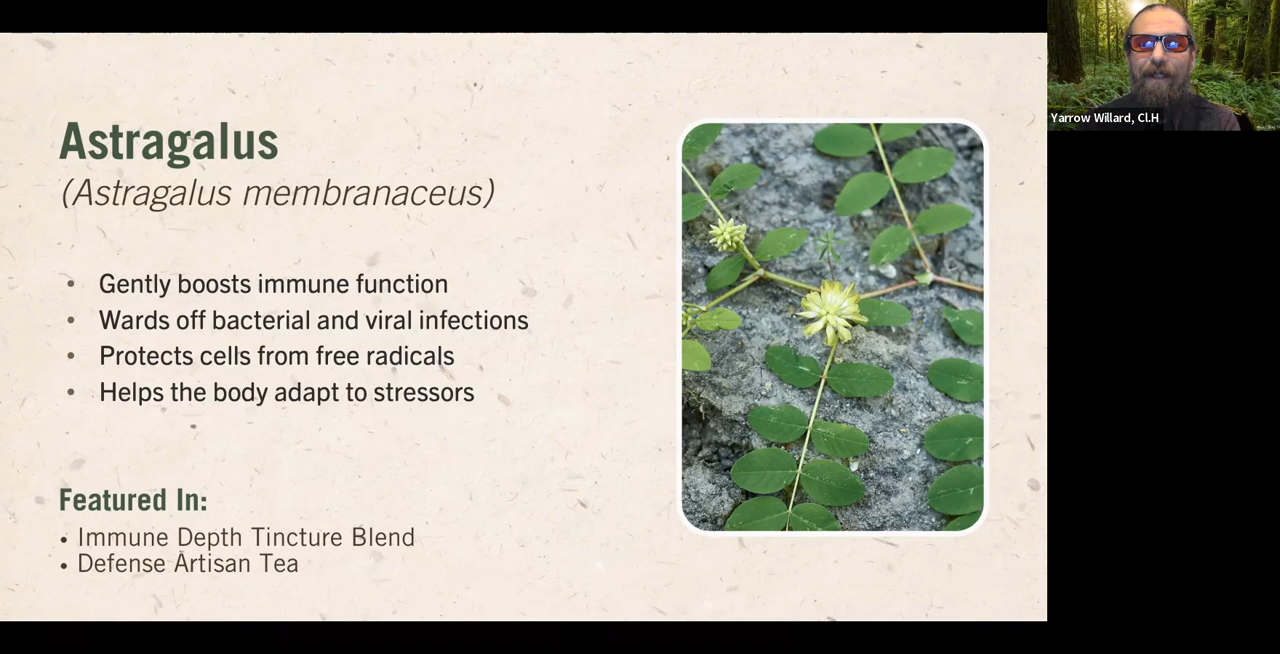 Astragalus
(Astragalus membranaceus)
• Gently boosts immune function
• Wards off bacterial and viral infections
• Protects cells from free radicals
• Helps the body adapt to stressors
Featured In:
• Immune Depth Tincture Blend
• Defense Artisan Tea
Yarrow Willard, Cl.H